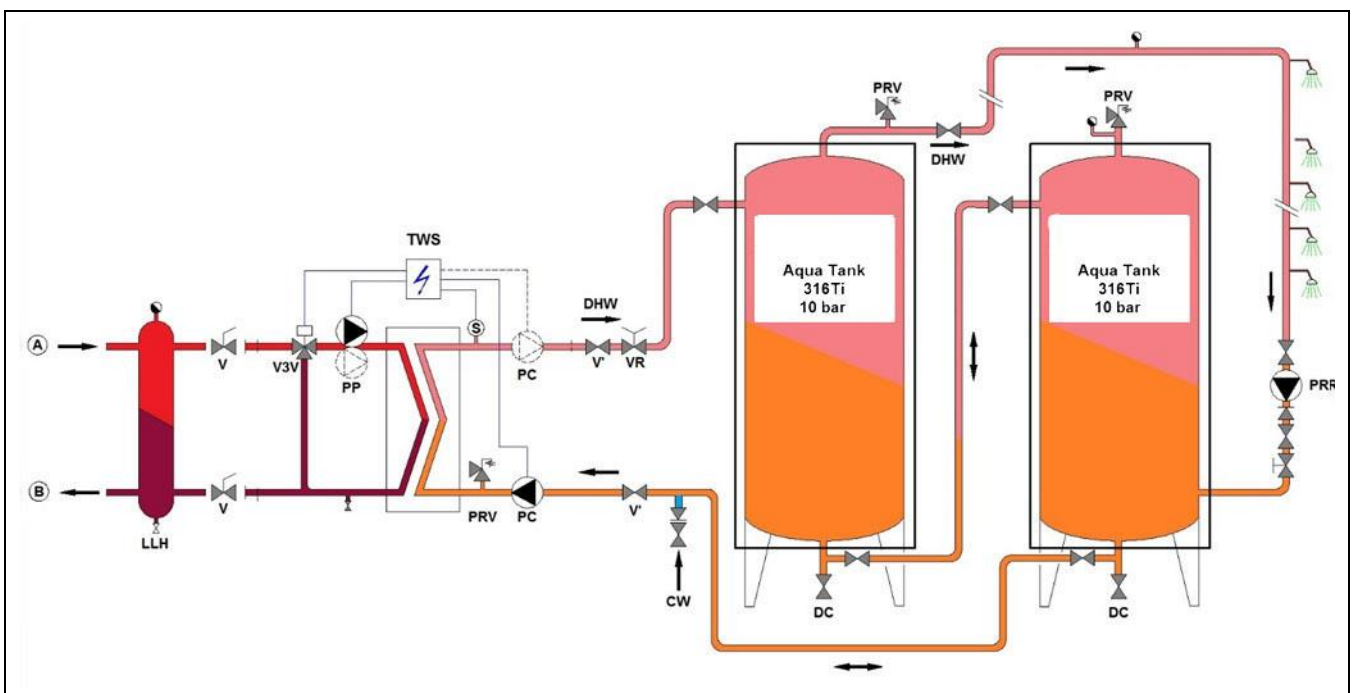 PRV
PRV
DHW
TWS
Aqua Tank
316Ti
10 bar
Aqua Tank
316Ti
10 bar
DHW
S
A
V
V3V
PP
PC
V'
VR
PRR
B
V
LLH
PRV
PC
V'
CW
DC
DC